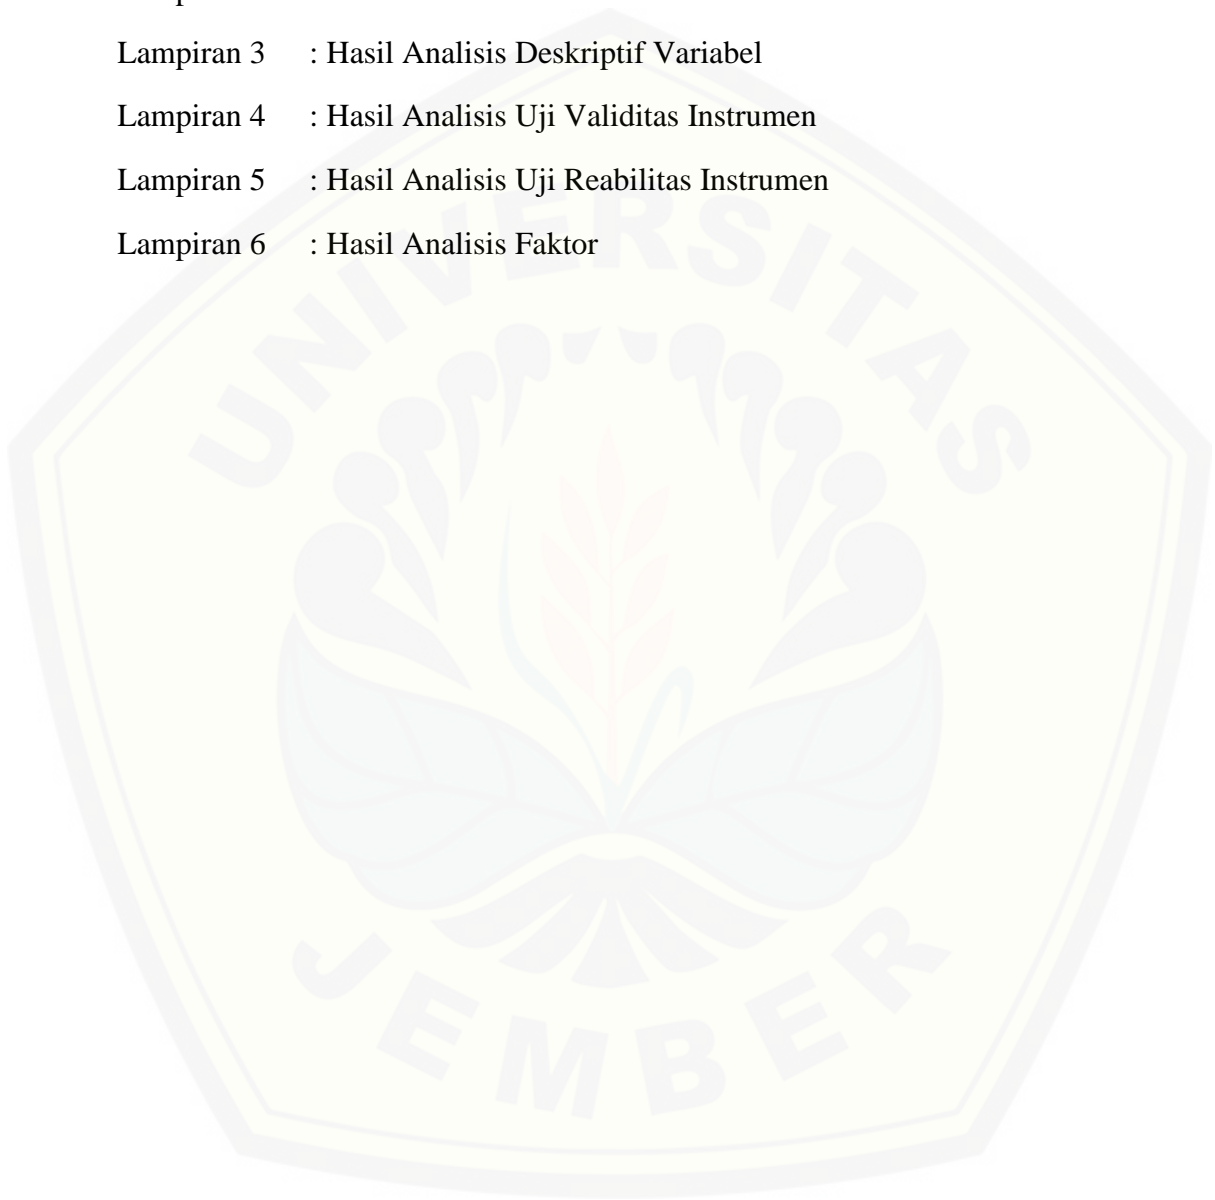 Lampiran 3 : Hasil Analisis Deskriptif Variabel
Lampiran 4 : Hasil Analisis Uji Validitas Instrumen
Lampiran 5 : Hasil Analisis Uji Reabilitas Instrumen
Lampiran 6 : Hasil Analisis Faktor
UNIVERSITAS
JEMBER